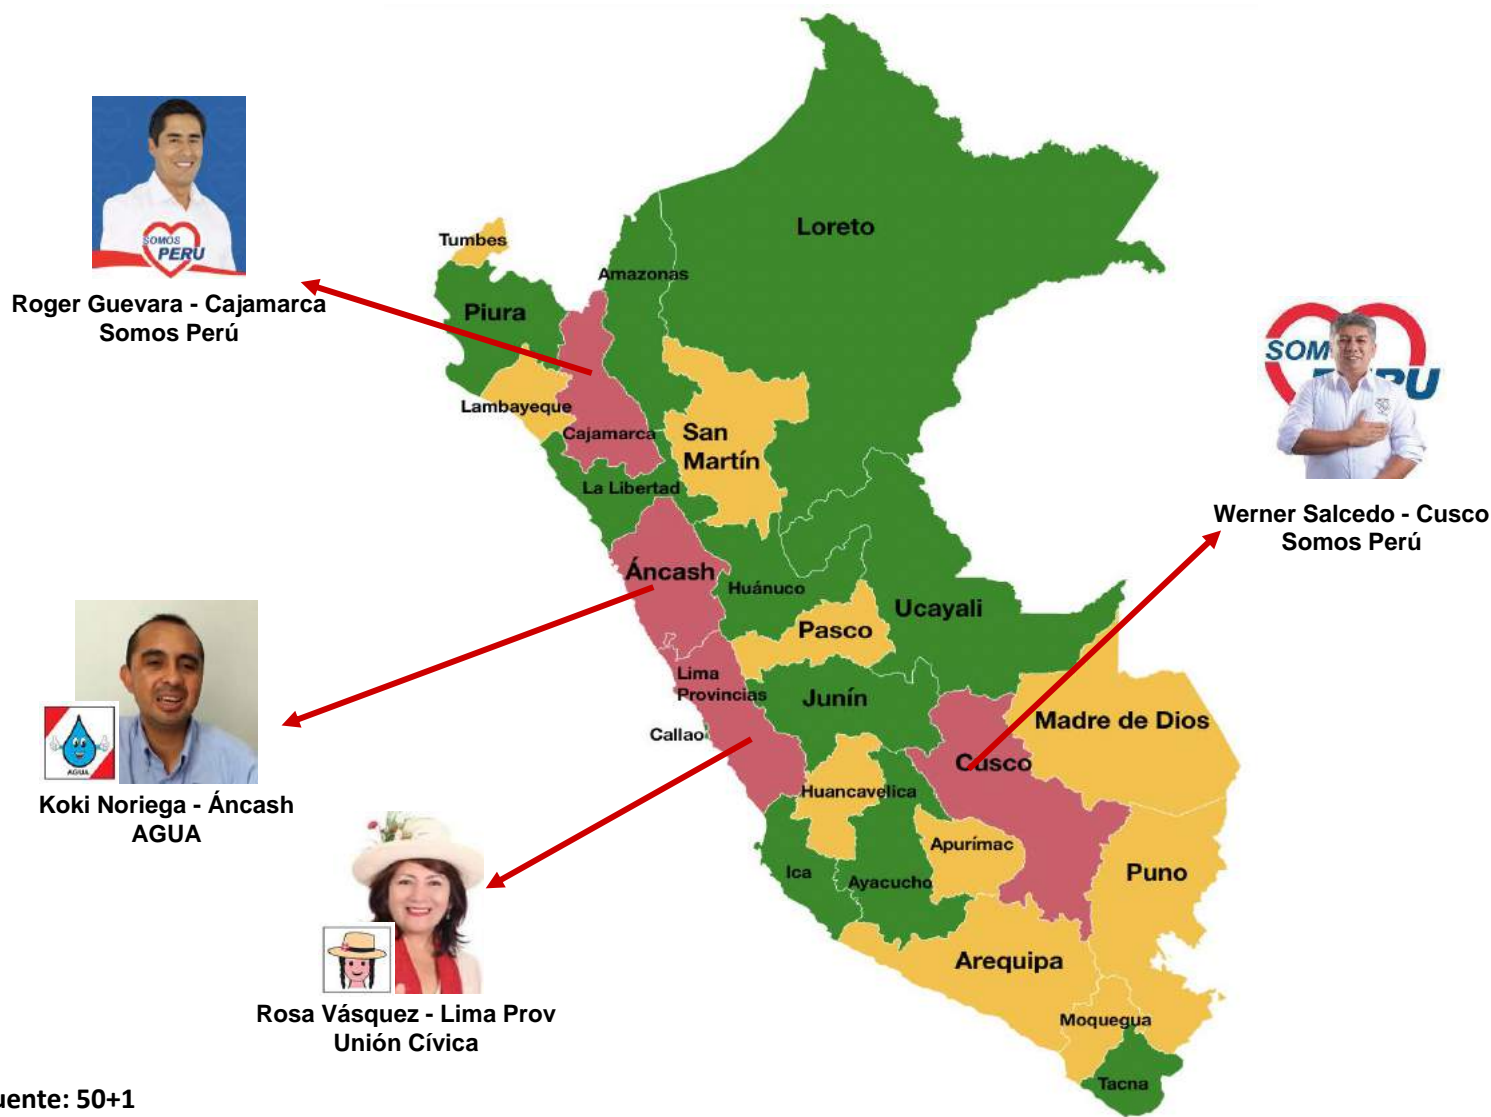 SOMOS
PERU
Roger Guevara - Cajamarca
Somos Perú
Tumbes
Piura
Amazonas
Loreto
Lambayeque
Cajamarca
San
Martín
La Libertad
Áncash
Huánuco
Ucayali
Pasco
Lima
Provincias
Junín
Callao
Madre de Dios
Cusco
Huancavelica
Apurímac
Ica
Ayacucho
Puno
Arequipa
Moquegua
Tacna
Werner Salcedo - Cusco
Somos Perú
AGUA
Koki Noriega - Áncash
AGUA
Rosa Vásquez - Lima Prov
Unión Cívica
uente: 50+1